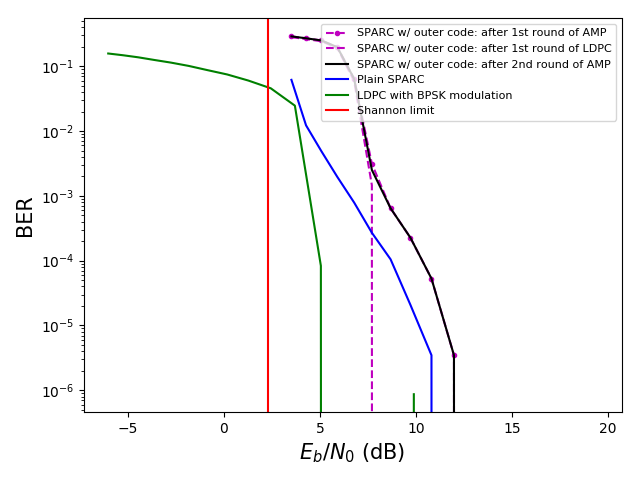 SPARC w/ outer code: after 1st round of AMP
SPARC w/ outer code: after 1st round of LDPC
SPARC w/ outer code: after 2nd round of AMP
Plain SPARC
LDPC with BPSK modulation
Shannon limit
BER
10⁻¹
10⁻²
10⁻³
10⁻⁴
10⁻⁵
10⁻⁶
−5 0 5 10 15 20
E_b/N_0 (dB)